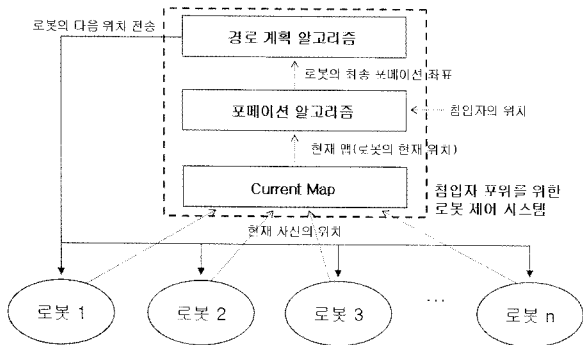 로봇의 다음 위치 전송
경로 계획 알고리즘
로봇의 최종 포메이션 좌표
포메이션 알고리즘
침입자의 위치
현재 맵(로봇의 현재 위치)
Current Map
침입자 포위를 위한
로봇 제어 시스템
현재 자신의 위치
로봇 1
로봇 2
로봇 3
...
로봇 n